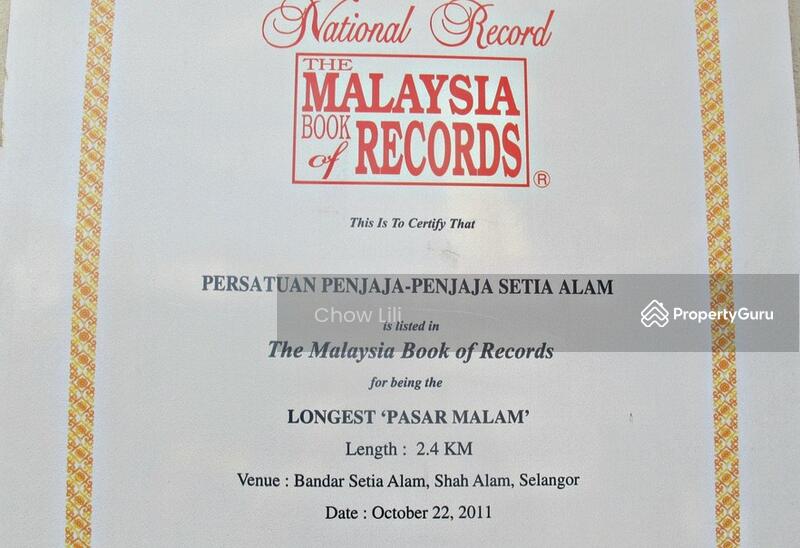 National Record
THE
MALAYSIA
BOOK
of RECORDS ®
This Is To Certify That
PERSATUAN PENJAJA-PENJAJA SETIA ALAM
Chow Lili
PropertyGuru
is listed in
The Malaysia Book of Records
for being the
LONGEST ‘PASAR MALAM’
Length : 2.4 KM
Venue : Bandar Setia Alam, Shah Alam, Selangor
Date : October 22, 2011